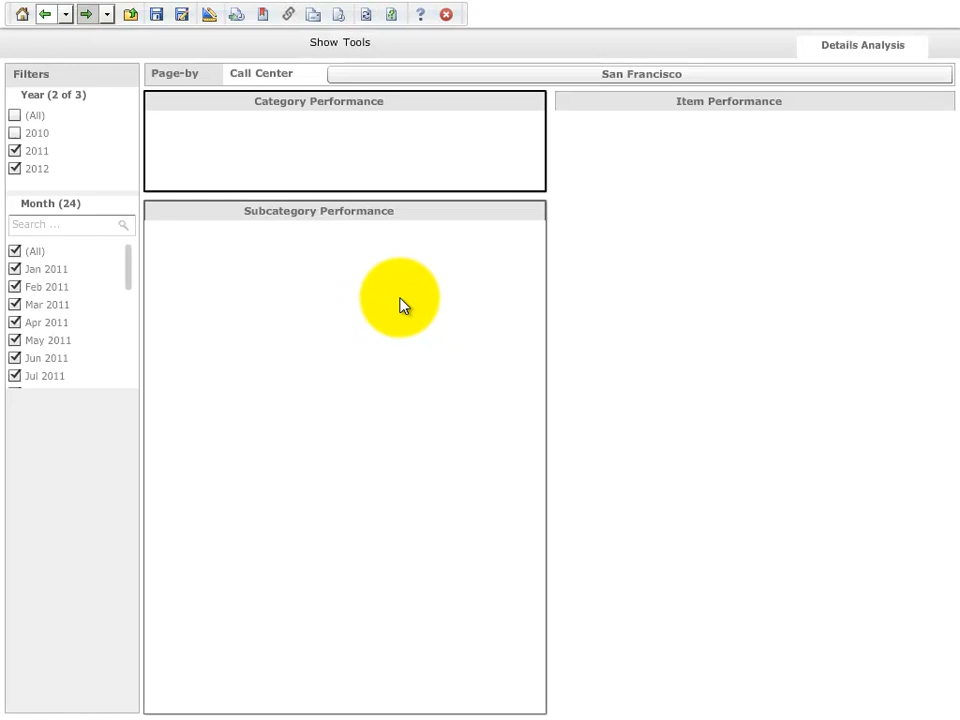 Show Tools
Details Analysis
Filters
Year (2 of 3)
(All)
2010
2011
2012
Month (24)
Search ...
(All)
Jan 2011
Feb 2011
Mar 2011
Apr 2011
May 2011
Jun 2011
Jul 2011
Page-by
Call Center
San Francisco
Category Performance
Item Performance
Subcategory Performance